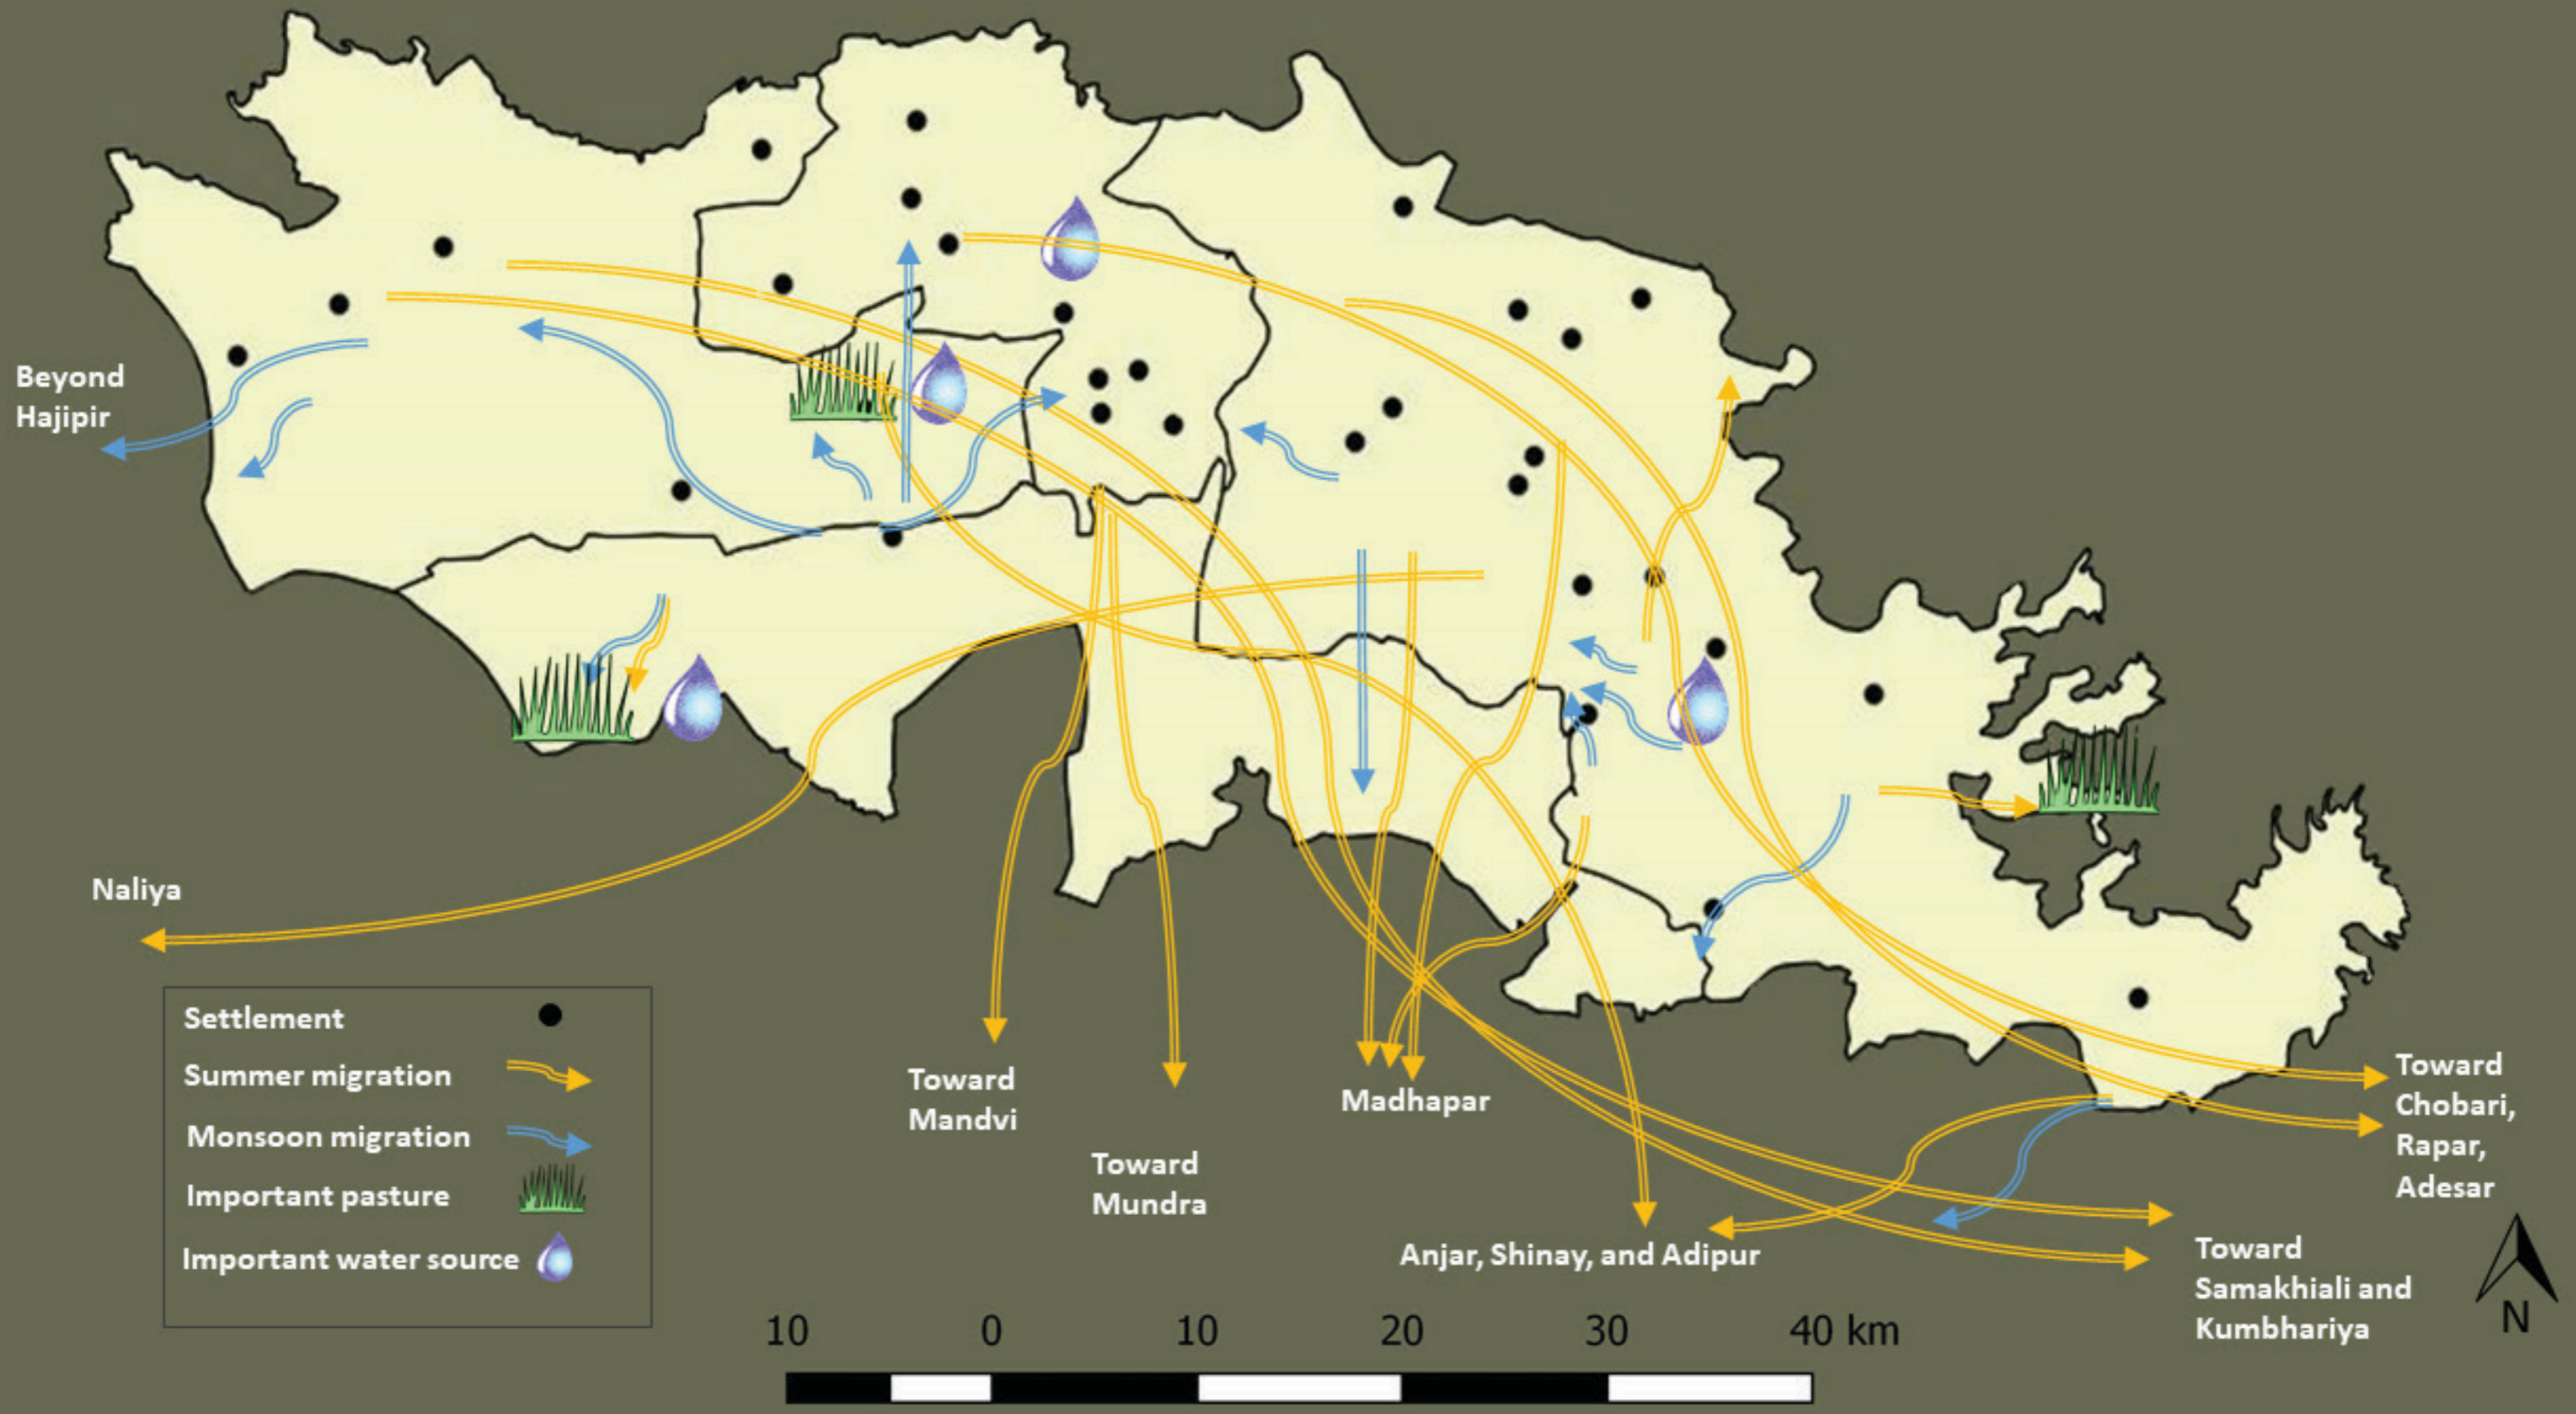 Beyond
Hajipir
Naliya
Settlement
Summer migration
Monsoon migration
Important pasture
Important water source
Toward
Mandvi
Toward
Mundra
Madhapar
Anjar, Shinay, and Adipur
Toward
Chobari,
Rapar,
Adesar
Toward
Samakhiali and
Kumbhariya
N
10 0 10 20 30 40 km